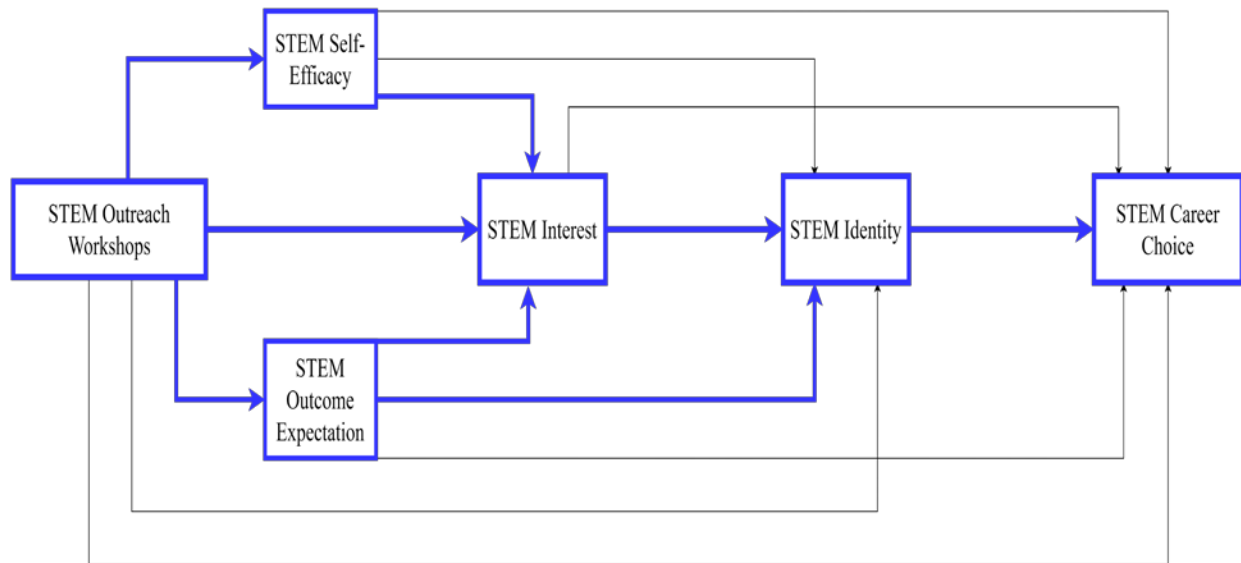 STEM Self-
Efficacy
STEM Outreach
Workshops
STEM Interest
STEM Identity
STEM Career
Choice
STEM
Outcome
Expectation